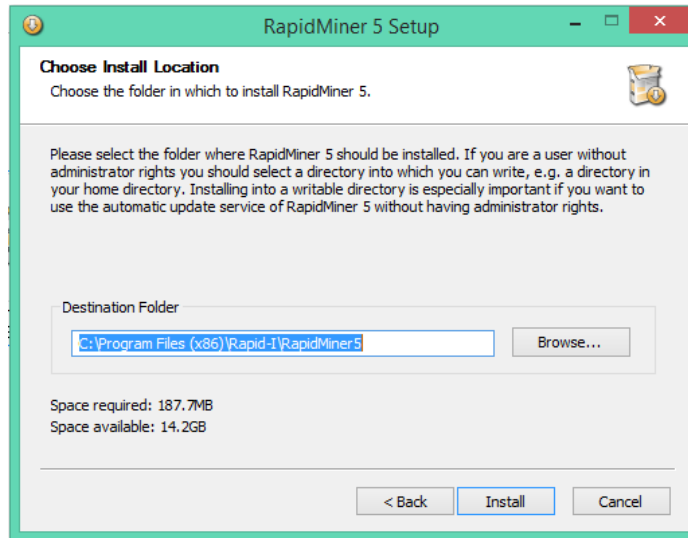 RapidMiner 5 Setup
Choose Install Location
Choose the folder in which to install RapidMiner 5.
Please select the folder where RapidMiner 5 should be installed. If you are a user without
administrator rights you should select a directory into which you can write, e.g. a directory in
your home directory. Installing into a writable directory is especially important if you want to
use the automatic update service of RapidMiner 5 without having administrator rights.
Destination Folder
C:\Program Files (x86)\Rapid-I\RapidMiner5
Browse...
Space required: 187.7MB
Space available: 14.2GB
< Back
Install
Cancel